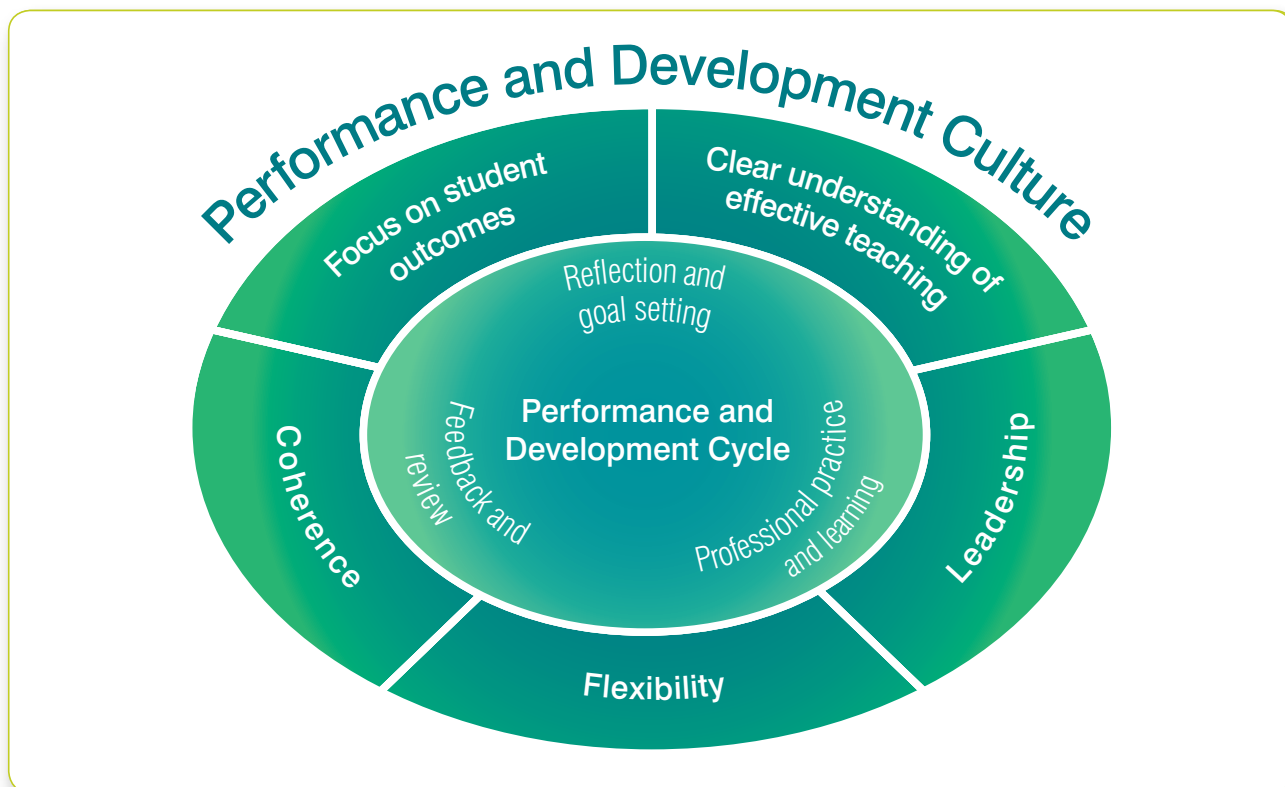 Performance and Development Culture
Focus on student
outcomes
Clear understanding of
effective teaching
Reflection and
goal setting
Performance and
Development Cycle
Feedback and
review
Professional practice
and learning
Coherence
Leadership
Flexibility